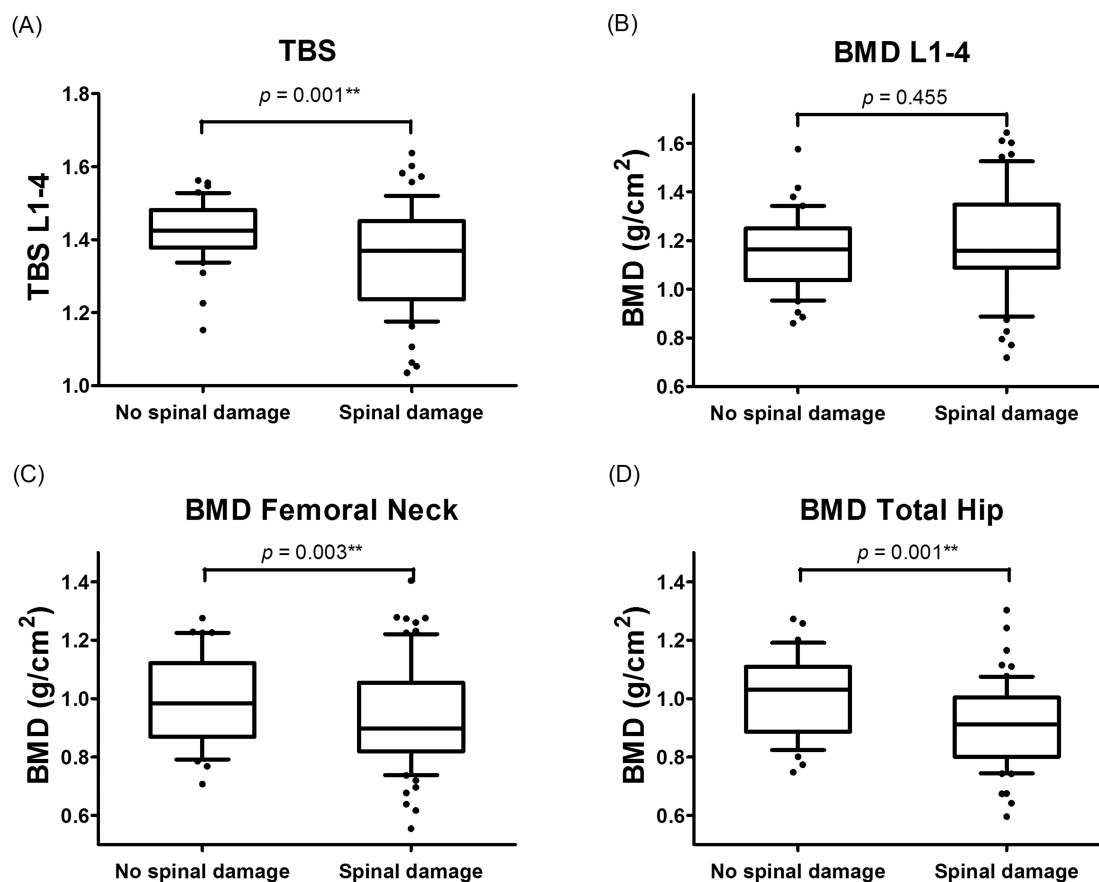 (A)
TBS
p = 0.001**
TBS L1-4
1.8
1.6
1.4
1.2
1.0
No spinal damage
Spinal damage
(B)
BMD L1-4
p = 0.455
BMD (g/cm²)
1.6
1.4
1.2
1.0
0.8
0.6
No spinal damage
Spinal damage
(C)
BMD Femoral Neck
p = 0.003**
BMD (g/cm²)
1.4
1.2
1.0
0.8
0.6
No spinal damage
Spinal damage
(D)
BMD Total Hip
p = 0.001**
BMD (g/cm²)
1.4
1.2
1.0
0.8
0.6
No spinal damage
Spinal damage